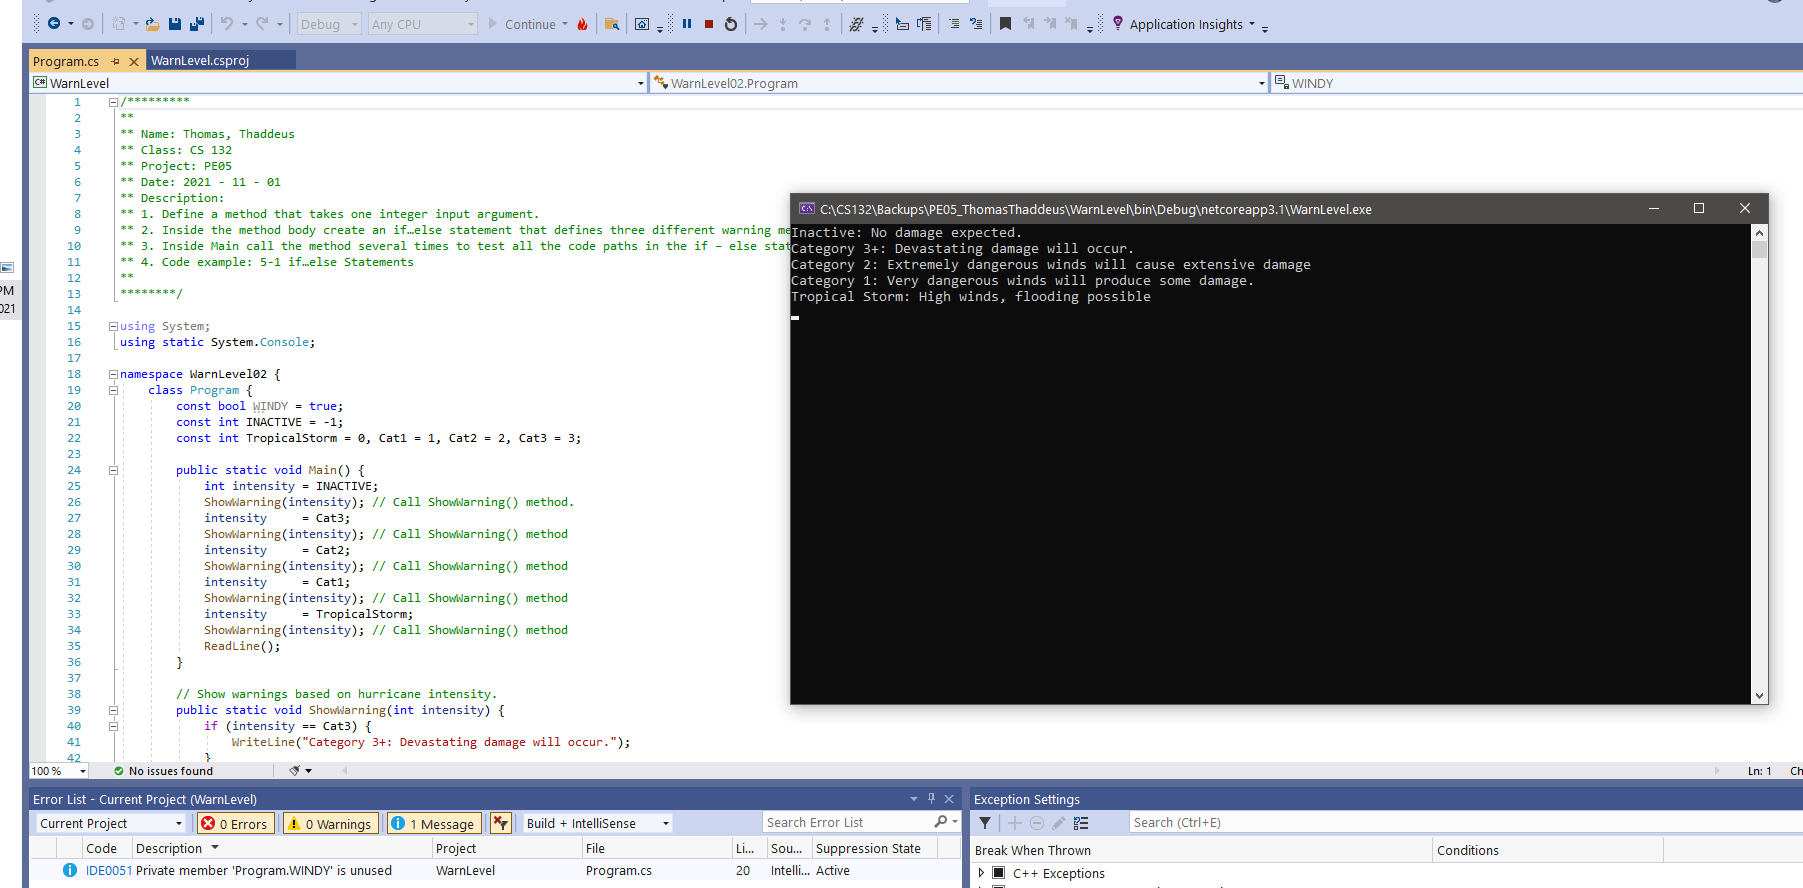 Debug
Any CPU
Continue
Application Insights
Program.cs
WarnLevel.csproj
C# WarnLevel
WarnLevel02.Program
WINDY
1 /*********
2 **
3 ** Name: Thomas, Thaddeus
4 ** Class: CS 132
5 ** Project: PE05
6 ** Date: 2021 - 11 - 01
7 ** Description:
8 ** 1. Define a method that takes one integer input argument.
9 ** 2. Inside the method body create an if…else statement that defines three different warning me
10 ** 3. Inside Main call the method several times to test all the code paths in the if – else stat
11 ** 4. Code example: 5-1 if…else Statements
12 **
13 ********/
14
15 using System;
16 using static System.Console;
17
18 namespace WarnLevel02 {
19 class Program {
20 const bool WINDY = true;
21 const int INACTIVE = -1;
22 const int TropicalStorm = 0, Cat1 = 1, Cat2 = 2, Cat3 = 3;
23
24 public static void Main() {
25 int intensity = INACTIVE;
26 ShowWarning(intensity); // Call ShowWarning() method.
27 intensity     = Cat3;
28 ShowWarning(intensity); // Call ShowWarning() method
29 intensity     = Cat2;
30 ShowWarning(intensity); // Call ShowWarning() method
31 intensity     = Cat1;
32 ShowWarning(intensity); // Call ShowWarning() method
33 intensity     = TropicalStorm;
34 ShowWarning(intensity); // Call ShowWarning() method
35 ReadLine();
36 }
37
38 // Show warnings based on hurricane intensity.
39 public static void ShowWarning(int intensity) {
40 if (intensity == Cat3) {
41 WriteLine("Category 3+: Devastating damage will occur.");
42 }
PM
021
C:\CS132\Backups\PE05_ThomasThaddeus\WarnLevel\bin\Debug\netcoreapp3.1\WarnLevel.exe
Inactive: No damage expected.
Category 3+: Devastating damage will occur.
Category 2: Extremely dangerous winds will cause extensive damage
Category 1: Very dangerous winds will produce some damage.
Tropical Storm: High winds, flooding possible
100 %
No issues found
Ln: 1
Ch
Error List - Current Project (WarnLevel)
Current Project
0 Errors
0 Warnings
1 Message
Build + IntelliSense
Search Error List
Code
Description
Project
File
Li...
Sou...
Suppression State
IDE0051
Private member 'Program.WINDY' is unused
WarnLevel
Program.cs
20
Intelli...
Active
Exception Settings
Search (Ctrl+E)
Break When Thrown
Conditions
C++ Exceptions